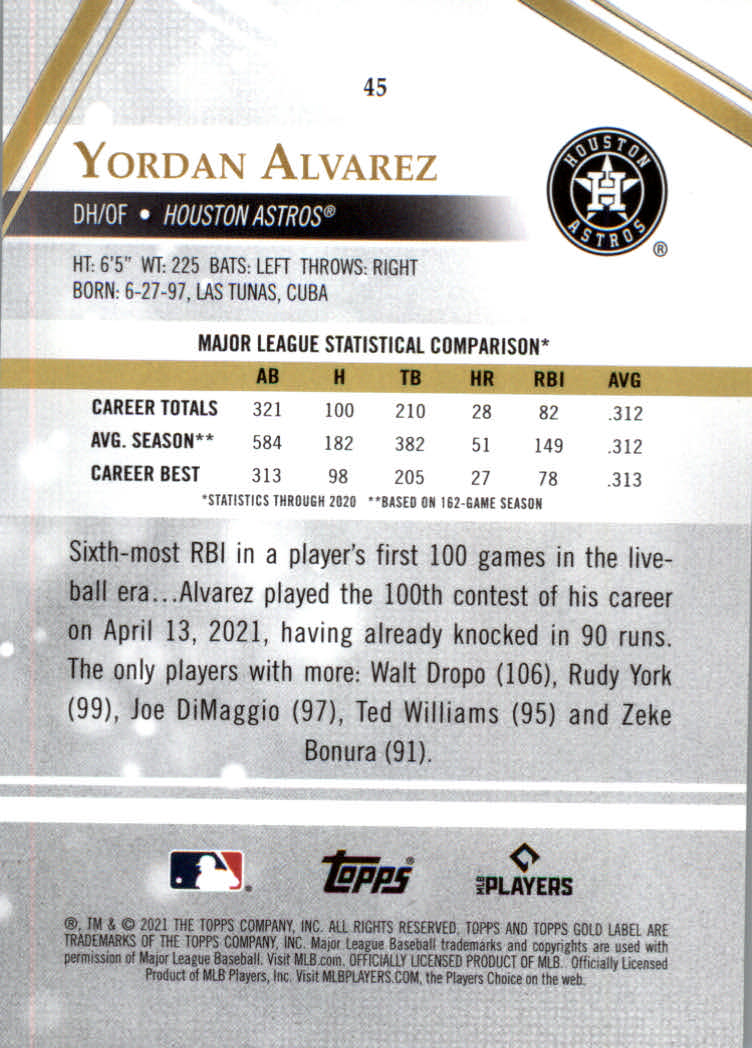 45
YORDAN ALVAREZ
HOUSTON
H
ASTROS
®
DH/OF • HOUSTON ASTROS®
HT: 6'5" WT: 225 BATS: LEFT THROWS: RIGHT
BORN: 6-27-97, LAS TUNAS, CUBA
MAJOR LEAGUE STATISTICAL COMPARISON*
AB H TB HR RBI AVG
CAREER TOTALS 321 100 210 28 82 .312
AVG. SEASON** 584 182 382 51 149 .312
CAREER BEST 313 98 205 27 78 .313
*STATISTICS THROUGH 2020 **BASED ON 162-GAME SEASON
Sixth-most RBI in a player's first 100 games in the live-
ball era...Alvarez played the 100th contest of his career
on April 13, 2021, having already knocked in 90 runs.
The only players with more: Walt Dropo (106), Rudy York
(99), Joe DiMaggio (97), Ted Williams (95) and Zeke
Bonura (91).
Topps®
MLB PLAYERS
®, TM & © 2021 THE TOPPS COMPANY, INC. ALL RIGHTS RESERVED. TOPPS AND TOPPS GOLD LABEL ARE
TRADEMARKS OF THE TOPPS COMPANY, INC. Major League Baseball trademarks and copyrights are used with
permission of Major League Baseball. Visit MLB.com. OFFICIALLY LICENSED PRODUCT OF MLB. Officially Licensed
Product of MLB Players, Inc. Visit MLBPLAYERS.COM, the Players Choice on the web.